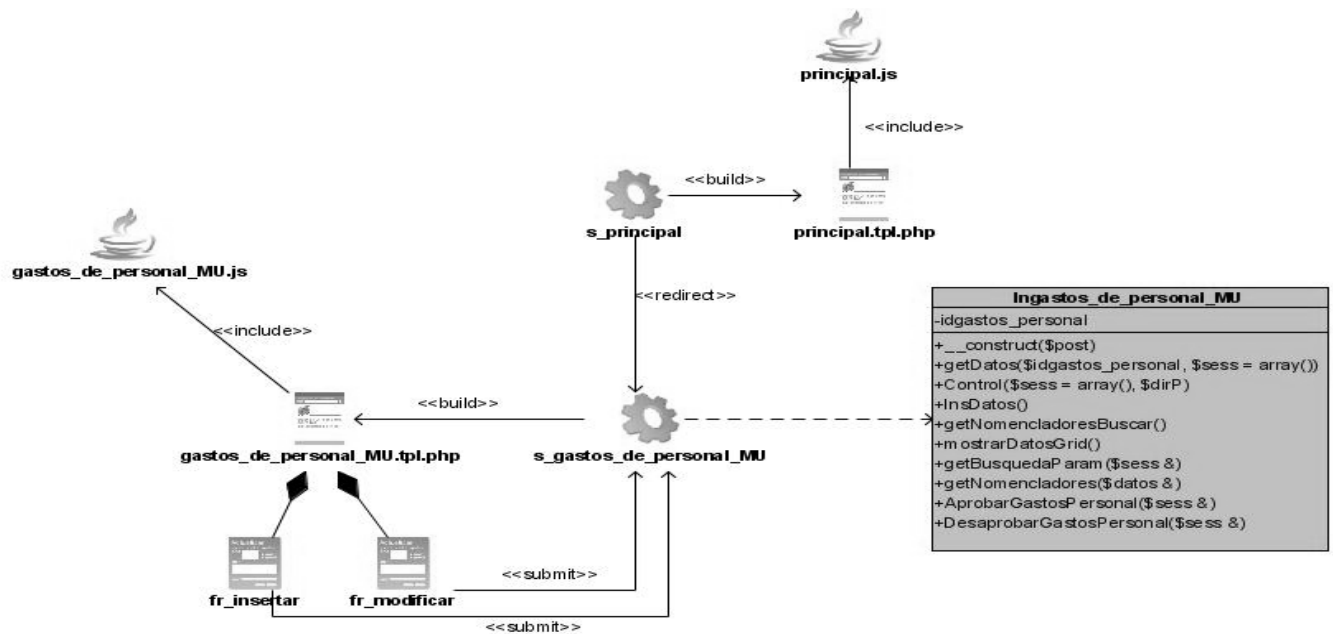 principal.js
<<include>>
<<build>>
s_principal
principal.tpl.php
gastos_de_personal_MU.js
<<redirect>>
<<include>>
Ingastos_de_personal_MU
-idgastos_personal
+__construct($post)
+getDatos($idgastos_personal, $sess = array())
+Control($sess = array(), $dirP)
+InsDatos()
+getNomencladoresBuscar()
+mostrarDatosGrid()
+getBusquedaParam($sess &)
+getNomencladores($datos &)
+AprobarGastosPersonal($sess &)
+DesaprobarGastosPersonal($sess &)
<<build>>
gastos_de_personal_MU.tpl.php
s_gastos_de_personal_MU
<<submit>>
fr_insertar
fr_modificar
<<submit>>